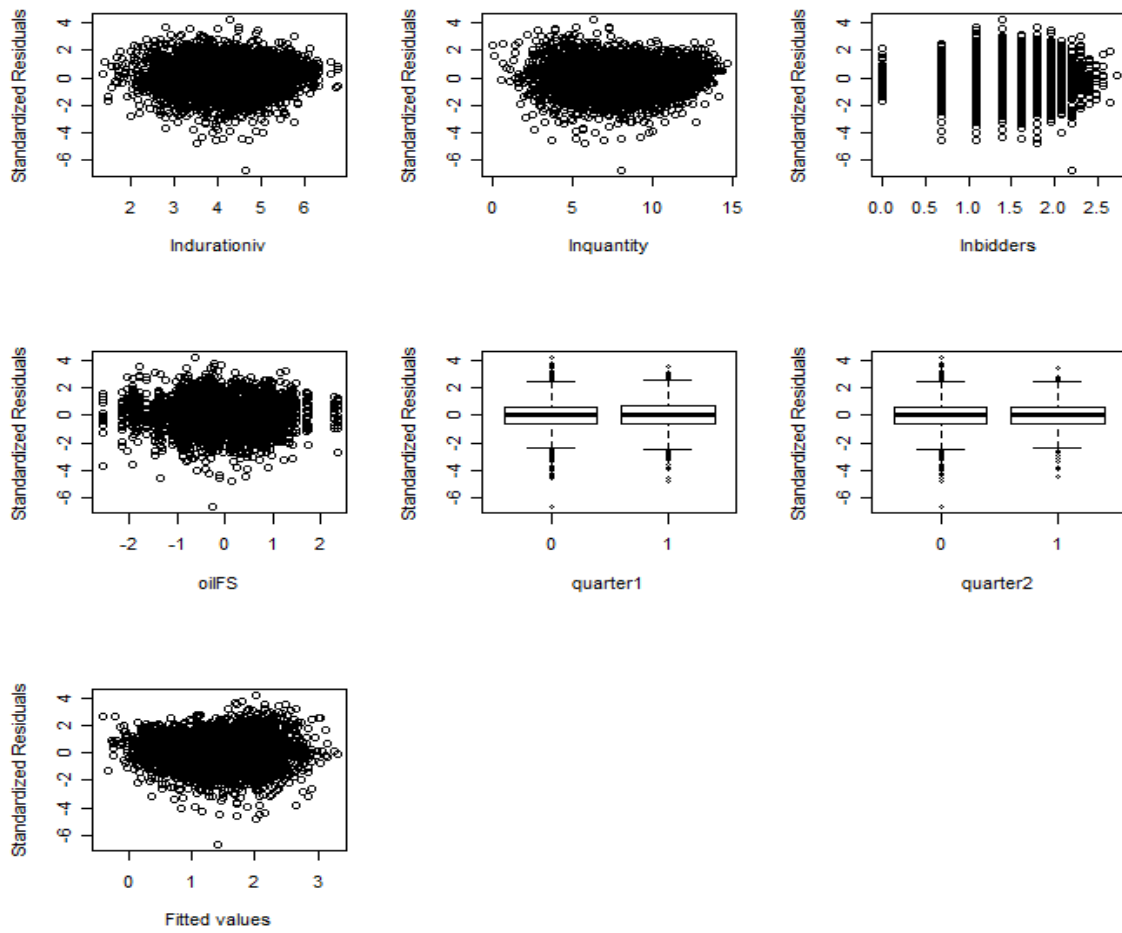 Standardized Residuals
4
2
0
-2
-4
-6
2 3 4 5 6
lndurationiv
Standardized Residuals
4
2
0
-2
-4
-6
0 5 10 15
lnquantity
Standardized Residuals
4
2
0
-2
-4
-6
0.0 0.5 1.0 1.5 2.0 2.5
lnbidders
Standardized Residuals
4
2
0
-2
-4
-6
-2 -1 0 1 2
oilFS
Standardized Residuals
4
2
0
-2
-4
-6
0 1
quarter1
Standardized Residuals
4
2
0
-2
-4
-6
0 1
quarter2
Standardized Residuals
4
2
0
-2
-4
-6
0 1 2 3
Fitted values